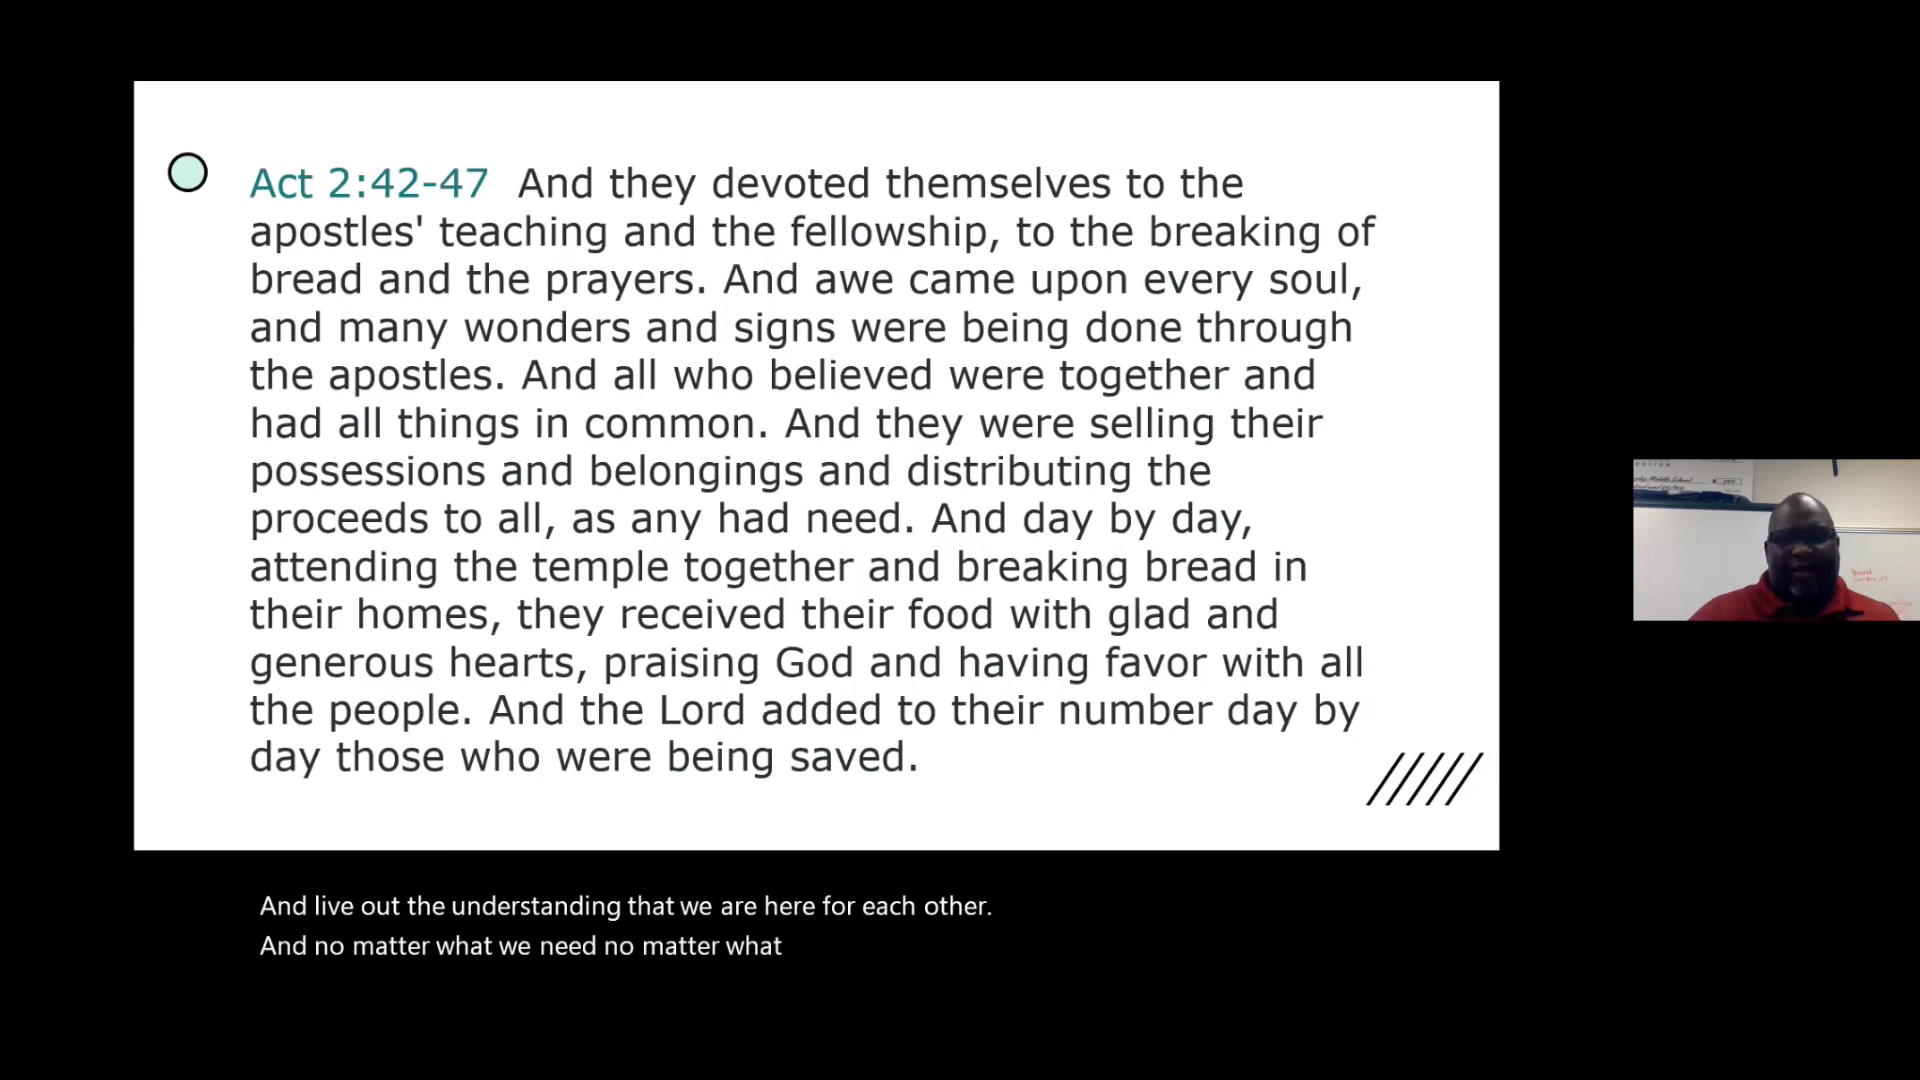 Act 2:42-47 And they devoted themselves to the
apostles' teaching and the fellowship, to the breaking of
bread and the prayers. And awe came upon every soul,
and many wonders and signs were being done through
the apostles. And all who believed were together and
had all things in common. And they were selling their
possessions and belongings and distributing the
proceeds to all, as any had need. And day by day,
attending the temple together and breaking bread in
their homes, they received their food with glad and
generous hearts, praising God and having favor with all
the people. And the Lord added to their number day by
day those who were being saved.
Middle School
And live out the understanding that we are here for each other.
And no matter what we need no matter what